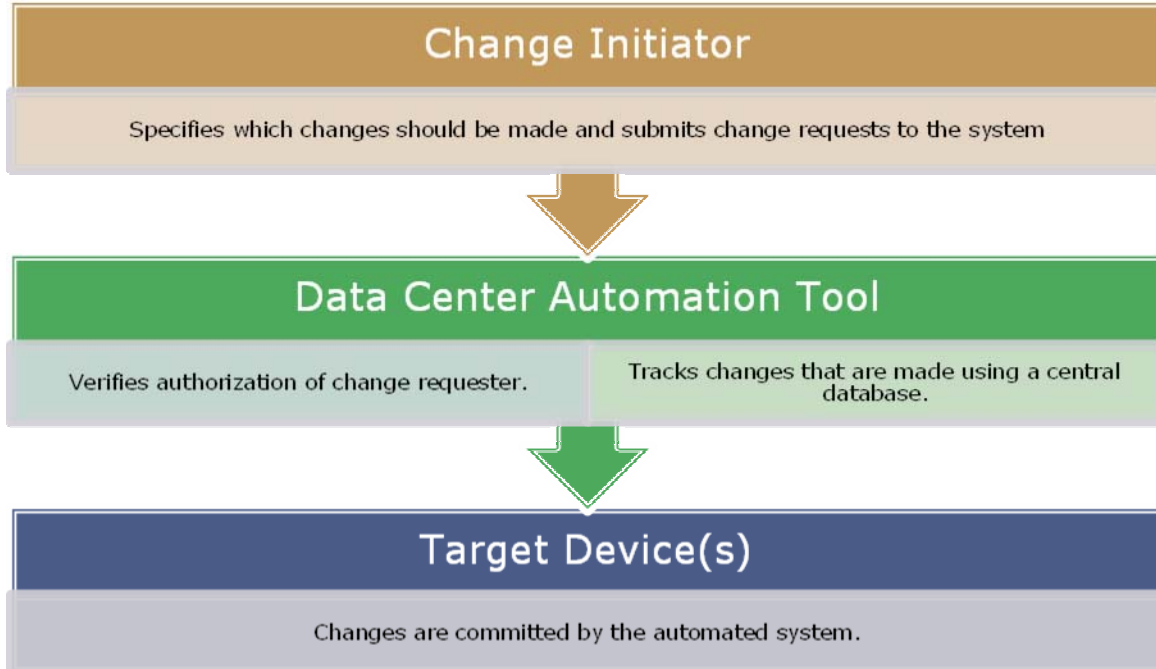 Change Initiator
Specifies which changes should be made and submits change requests to the system
Data Center Automation Tool
Verifies authorization of change requester.
Tracks changes that are made using a central
database.
Target Device(s)
Changes are committed by the automated system.